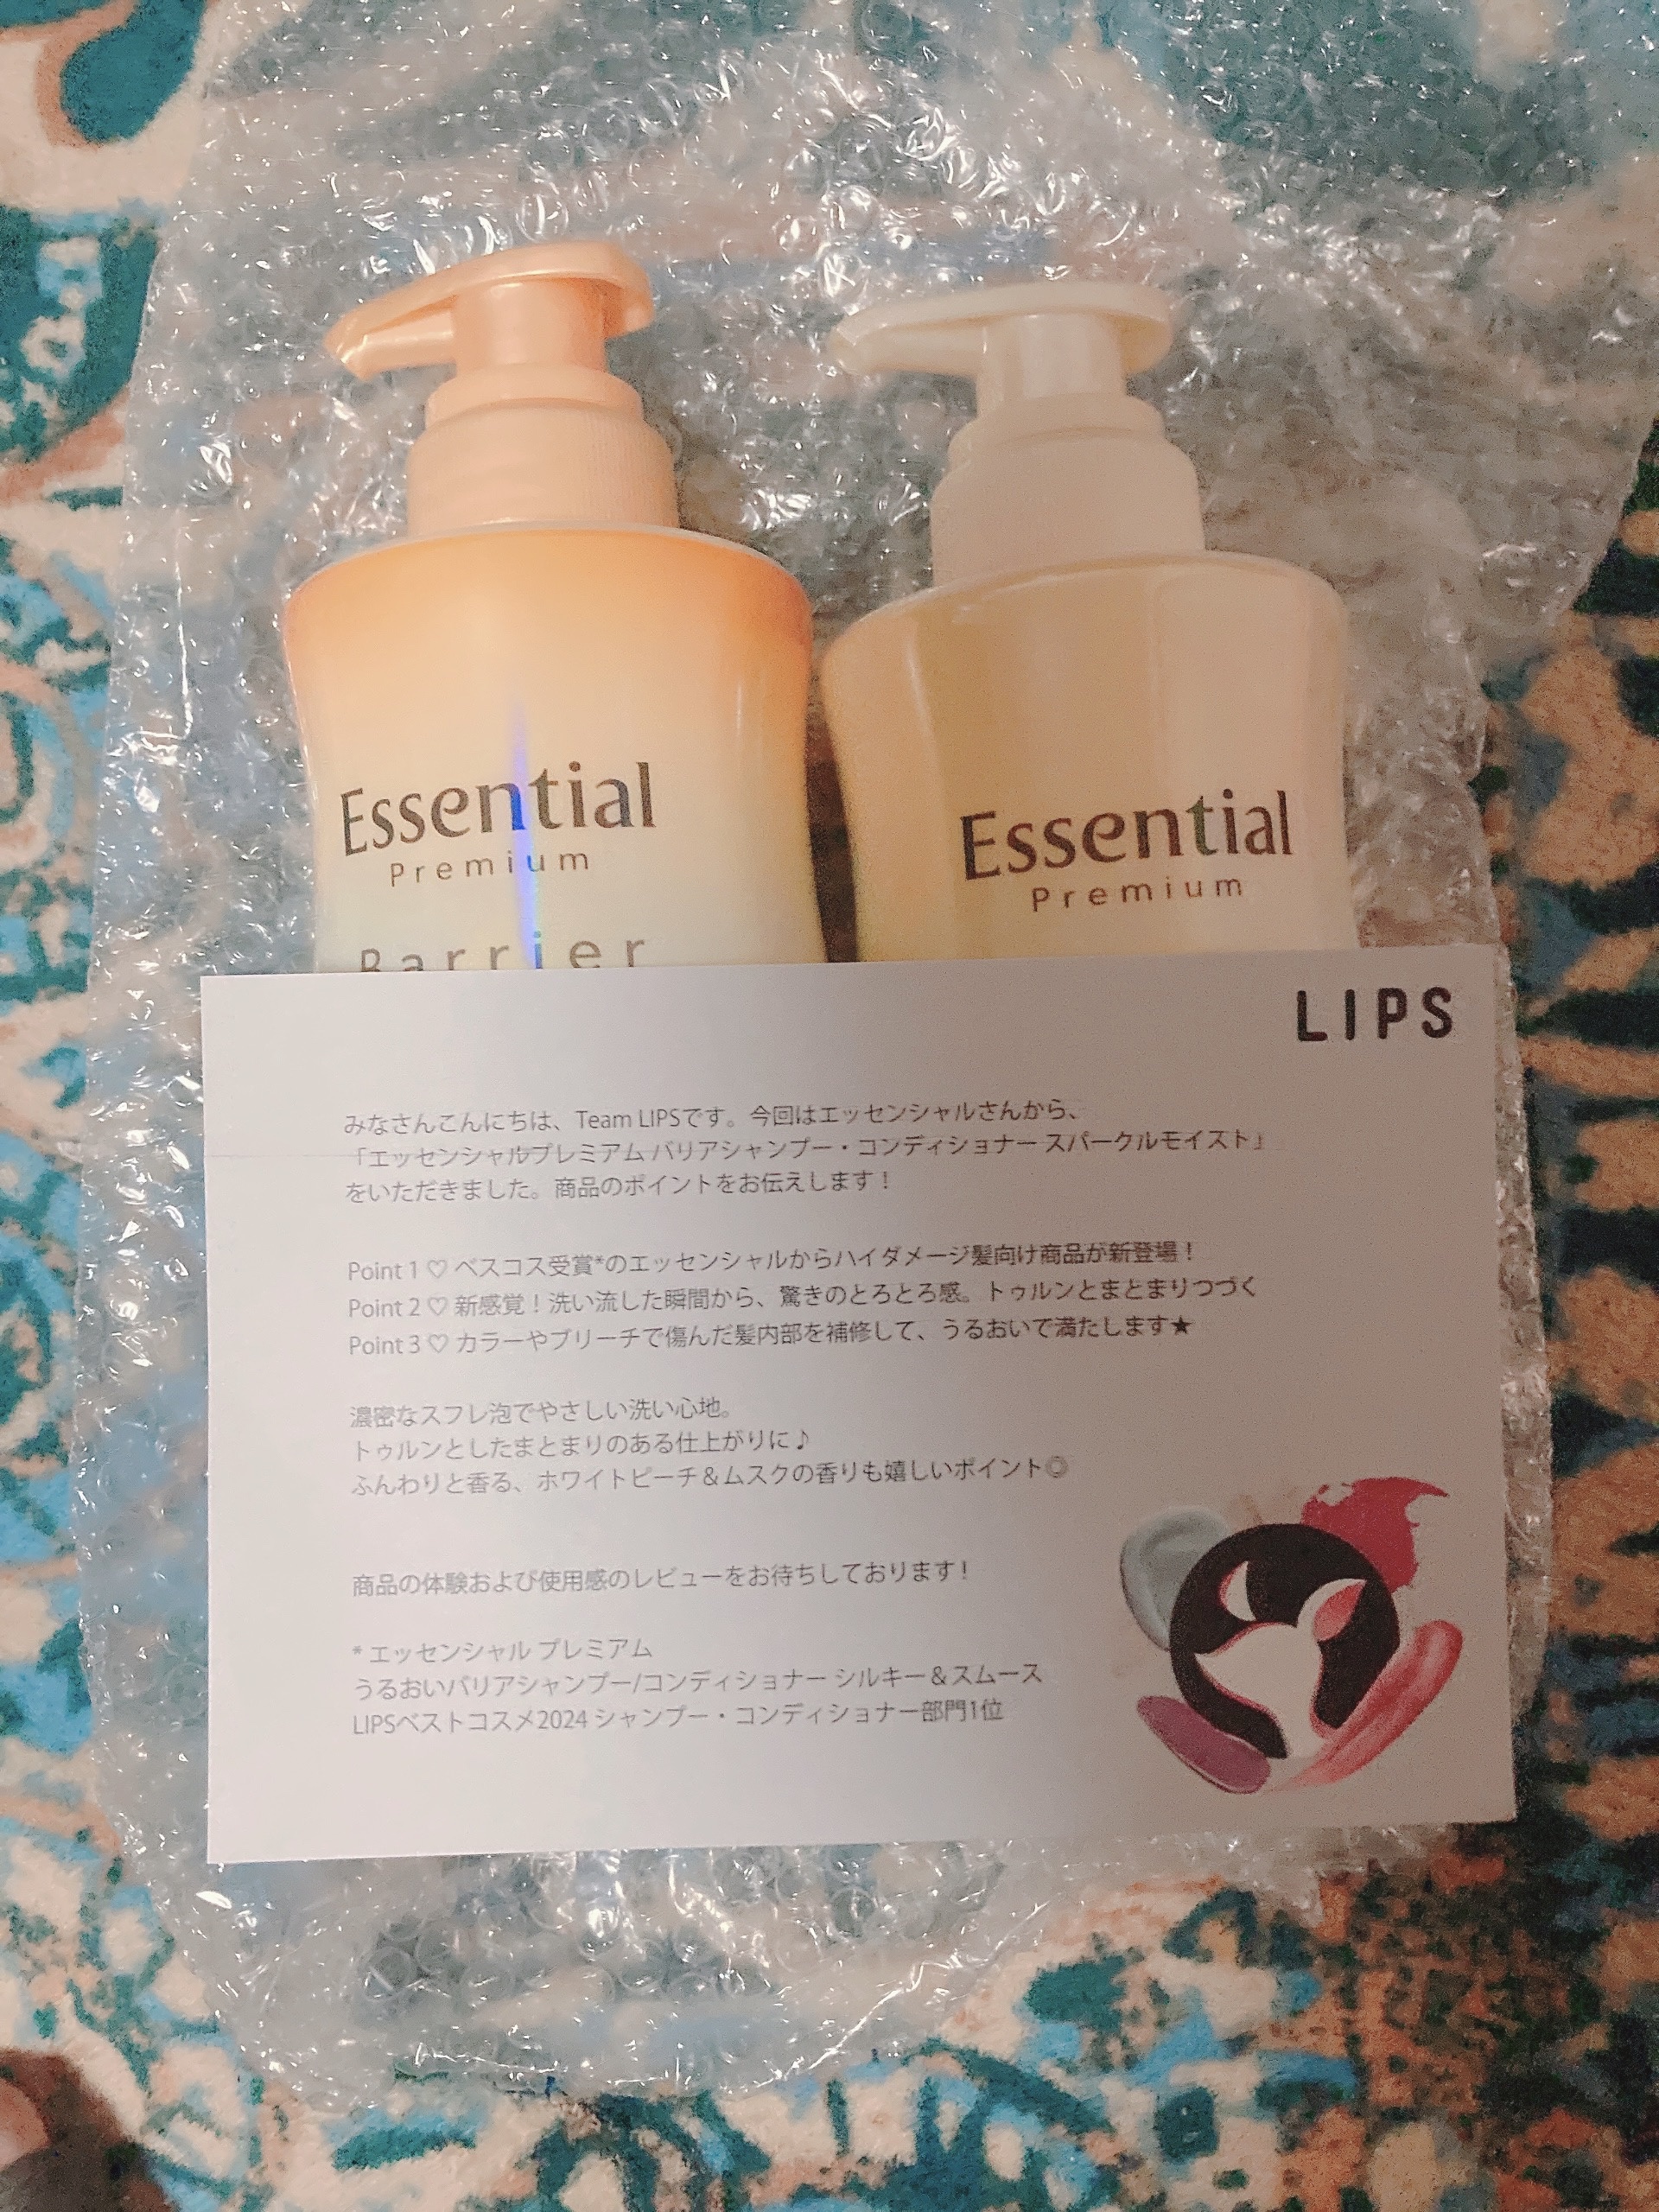 Essential
Premium
Barrier
Essential
Premium
LIPS
みなさんこんにちは、Team LIPSです。今回はエッセンシャルさんから、
「エッセンシャルプレミアム バリアシャンプー・コンディショナー スパークルモイスト」
をいただきました。商品のポイントをお伝えします！
Point 1 ♡ ベスコス受賞*のエッセンシャルからハイダメージ髪向け商品が新登場！
Point 2 ♡ 新感覚！洗い流した瞬間から、驚きのとろとろ感。トゥルンとまとまりつづく
Point 3 ♡ カラーやブリーチで傷んだ髪内部を補修して、うるおいで満たします★
濃密なスフレ泡でやさしい洗い心地。
トゥルンとしたまとまりのある仕上がりに♪
ふんわりと香る、ホワイトピーチ＆ムスクの香りも嬉しいポイント◎
商品の体験および使用感のレビューをお待ちしております！
* エッセンシャル プレミアム
うるおいバリアシャンプー/コンディショナー シルキー＆スムース
LIPSベストコスメ2024 シャンプー・コンディショナー部門1位